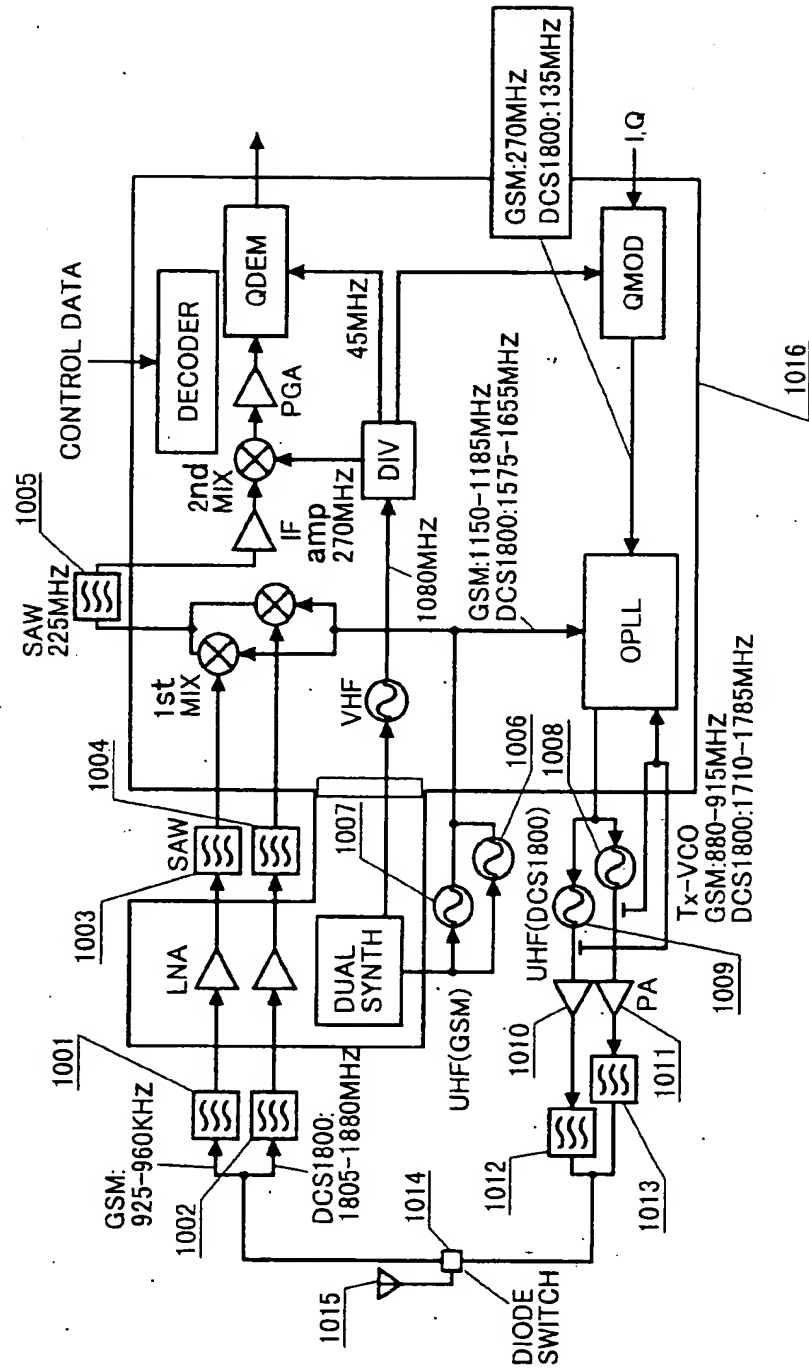 CONTROL DATA
1005
SAW
225MHZ
DECODER
QDEM
PGA
2nd
MIX
IF
amp
270MHZ
45MHZ
DIV
1st
MIX
1004
SAW
1003
LNA
1001
GSM:
925-960KHZ
1002
DCS1800:
1805-1880MHZ
1080MHZ
VHF
1007
1006
DUAL
SYNTH
UHF(GSM)
GSM:1150-1185MHZ
DCS1800:1575-1655MHZ
GSM:270MHZ
DCS1800:135MHZ
I,Q
QMOD
OPLL
1016
1008
UHF(DCS1800)
Tx-VCO
GSM:880-915MHZ
DCS1800:1710-1785MHZ
1009
1010
PA
1011
1012
1013
1014
1015
DIODE
SWITCH